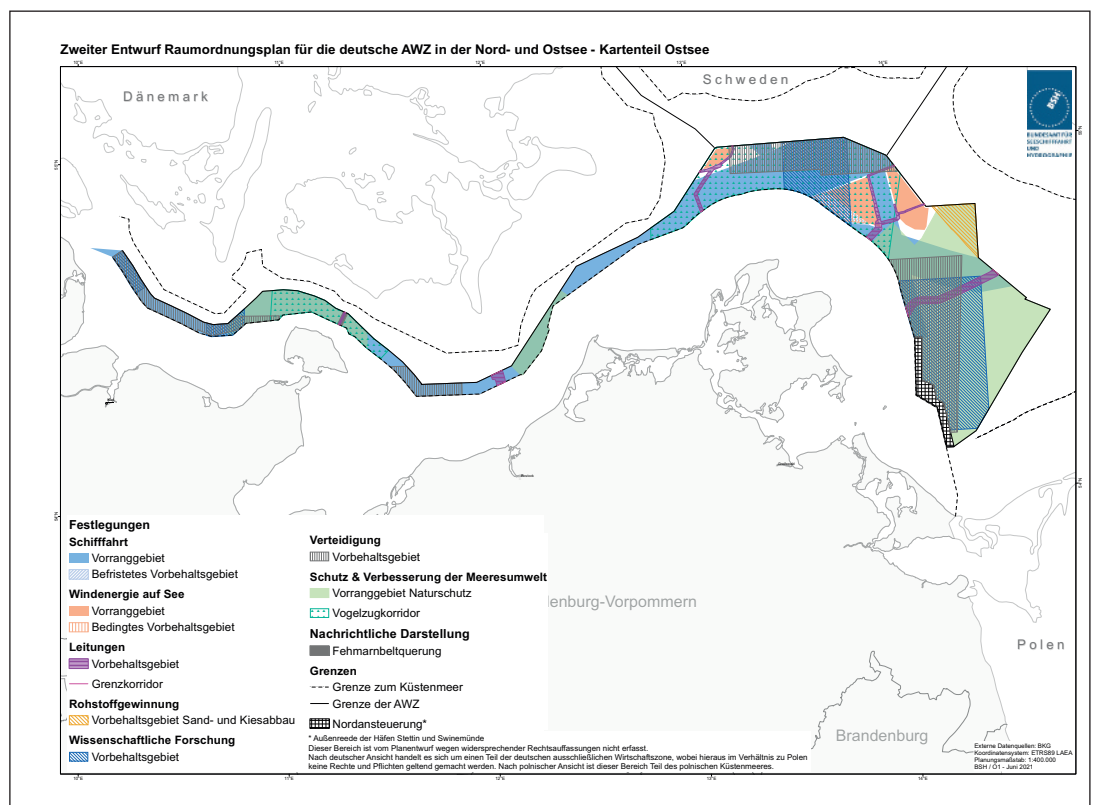 Zweiter Entwurf Raumordnungsplan für die deutsche AWZ in der Nord- und Ostsee - Kartenteil Ostsee
Dänemark
Schweden
BSH
BUNDESAMT FÜR
SEESCHIFFFAHRT
UND
HYDROGRAPHIE
Festlegungen
Schifffahrt
Vorranggebiet
Befristetes Vorbehaltsgebiet
Windenergie auf See
Vorranggebiet
Bedingtes Vorbehaltsgebiet
Leitungen
Vorbehaltsgebiet
Grenzkorridor
Rohstoffgewinnung
Vorbehaltsgebiet Sand- und Kiesabbau
Wissenschaftliche Forschung
Vorbehaltsgebiet
Verteidigung
Vorbehaltsgebiet
Schutz & Verbesserung der Meeresumwelt
Vorranggebiet Naturschutz
Vogelzugkorridor
Nachrichtliche Darstellung
Fehmarnbeltquerung
Grenzen
Grenze zum Küstenmeer
Grenze der AWZ
Nordansteuerung*
* Außenreede der Häfen Stettin und Swinemünde
Dieser Bereich ist vom Planentwurf wegen widersprechender Rechtsauffassungen nicht erfasst.
Nach deutscher Ansicht handelt es sich um einen Teil der deutschen ausschließlichen Wirtschaftszone, wobei hieraus im Verhältnis zu Polen
keine Rechte und Pflichten geltend gemacht werden. Nach polnischer Ansicht ist dieser Bereich Teil des polnischen Küstenmeeres.
lenburg-Vorpommern
Polen
Brandenburg
Externe Datenquellen: BKG
Koordinatensystem: ETRS89 LAEA
Planungsmaßstab: 1:400.000
BSH / O1 - Juni 2021